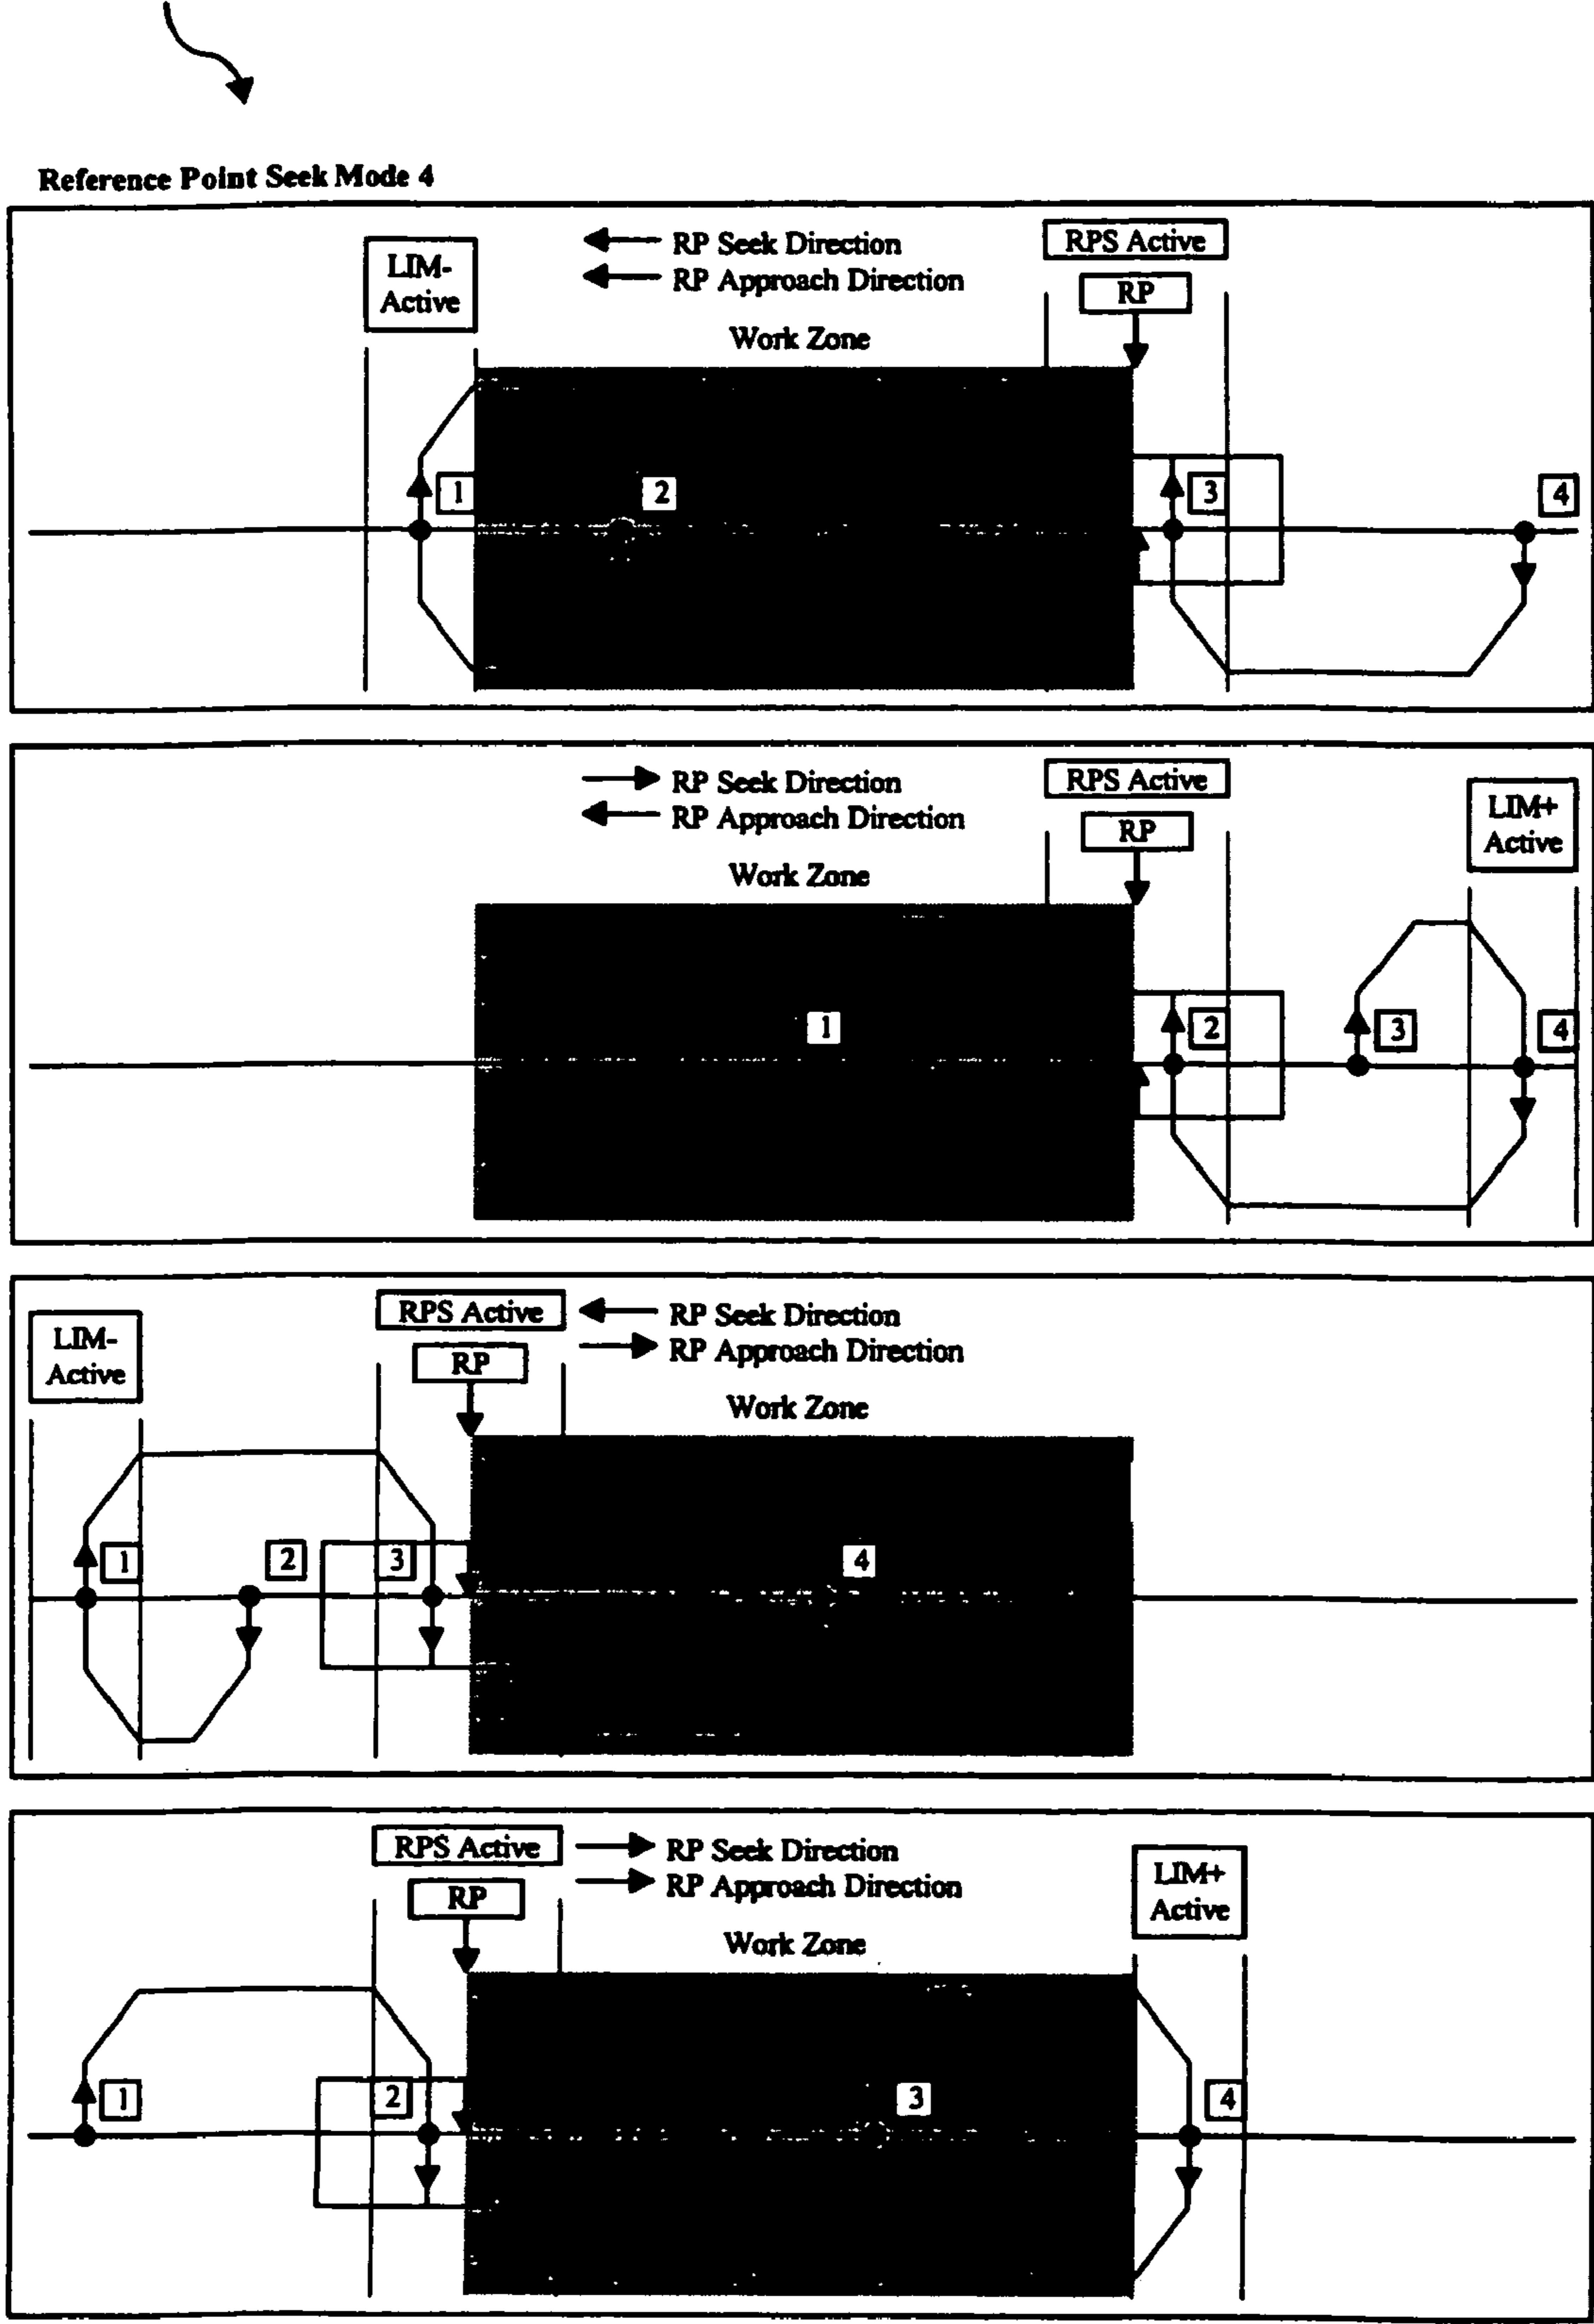 Reference Point Seek Mode 4
LIM-
Active
RP Seek Direction
RP Approach Direction
Work Zone
RPS Active
RP
1
2
3
4
RP Seek Direction
RP Approach Direction
Work Zone
RPS Active
RP
LIM+
Active
1
2
3
4
LIM-
Active
RPS Active
RP
RP Seek Direction
RP Approach Direction
Work Zone
1
2
3
4
RPS Active
RP
RP Seek Direction
RP Approach Direction
Work Zone
LIM+
Active
1
2
3
4